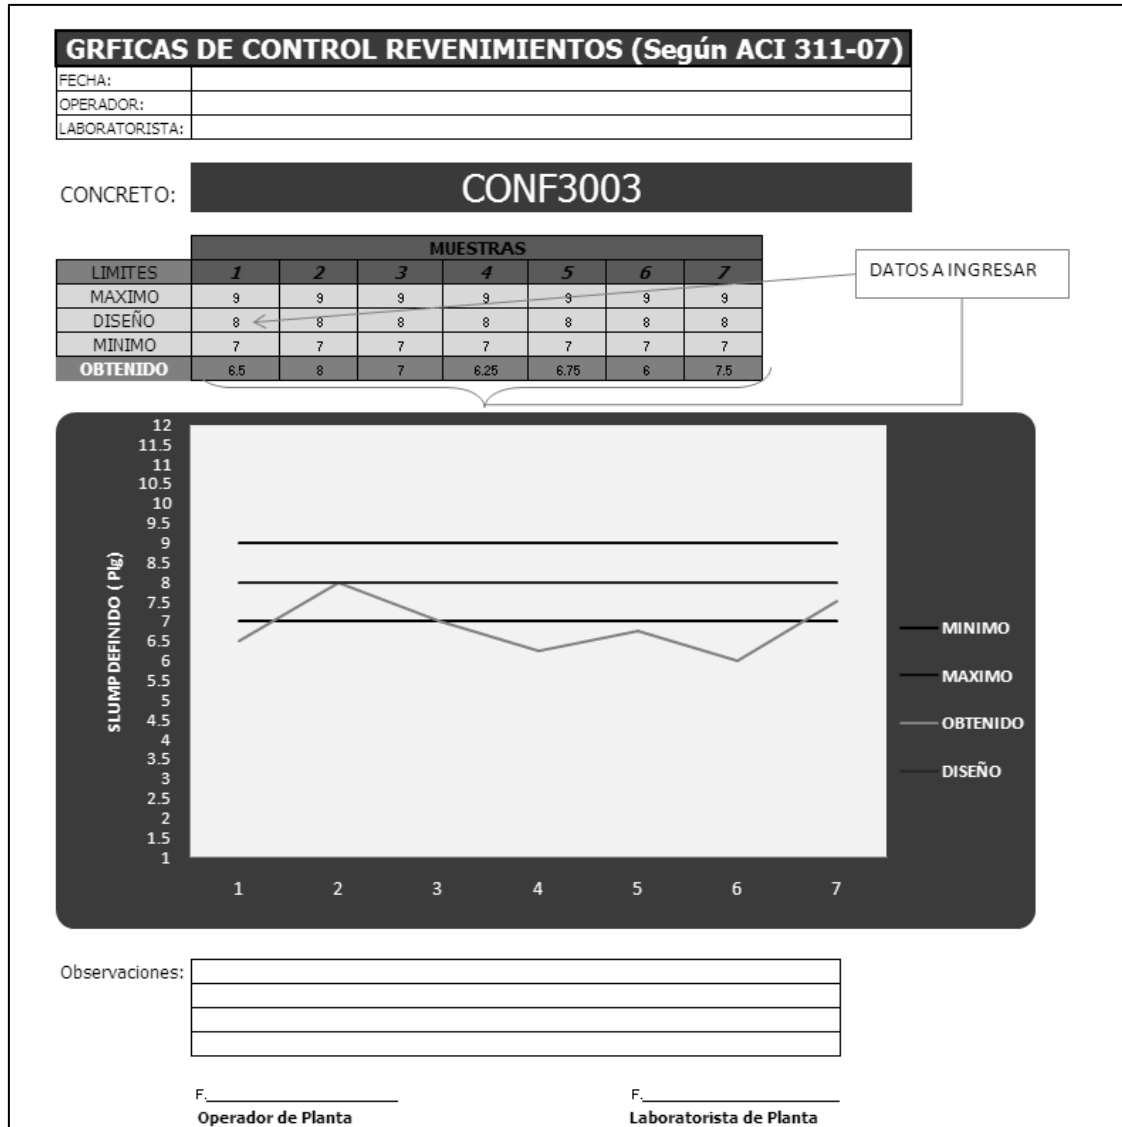 GRFICAS DE CONTROL REVENIMIENTOS (Según ACI 311-07)
FECHA:
OPERADOR:
LABORATORISTA:
CONCRETO: CONF3003
MUESTRAS
LIMITES 1 2 3 4 5 6 7
MAXIMO 9 9 9 9 9 9 9
DISEÑO 8 8 8 8 8 8 8
MINIMO 7 7 7 7 7 7 7
OBTENIDO 6.5 8 7 6.25 6.75 6 7.5
DATOS A INGRESAR
SLUMP DEFINIDO ( Plg)
12
11.5
11
10.5
10
9.5
9
8.5
8
7.5
7
6.5
6
5.5
5
4.5
4
3.5
3
2.5
2
1.5
1
1 2 3 4 5 6 7
MINIMO
MAXIMO
OBTENIDO
DISEÑO
Observaciones:
F. F.
Operador de Planta Laboratorista de Planta